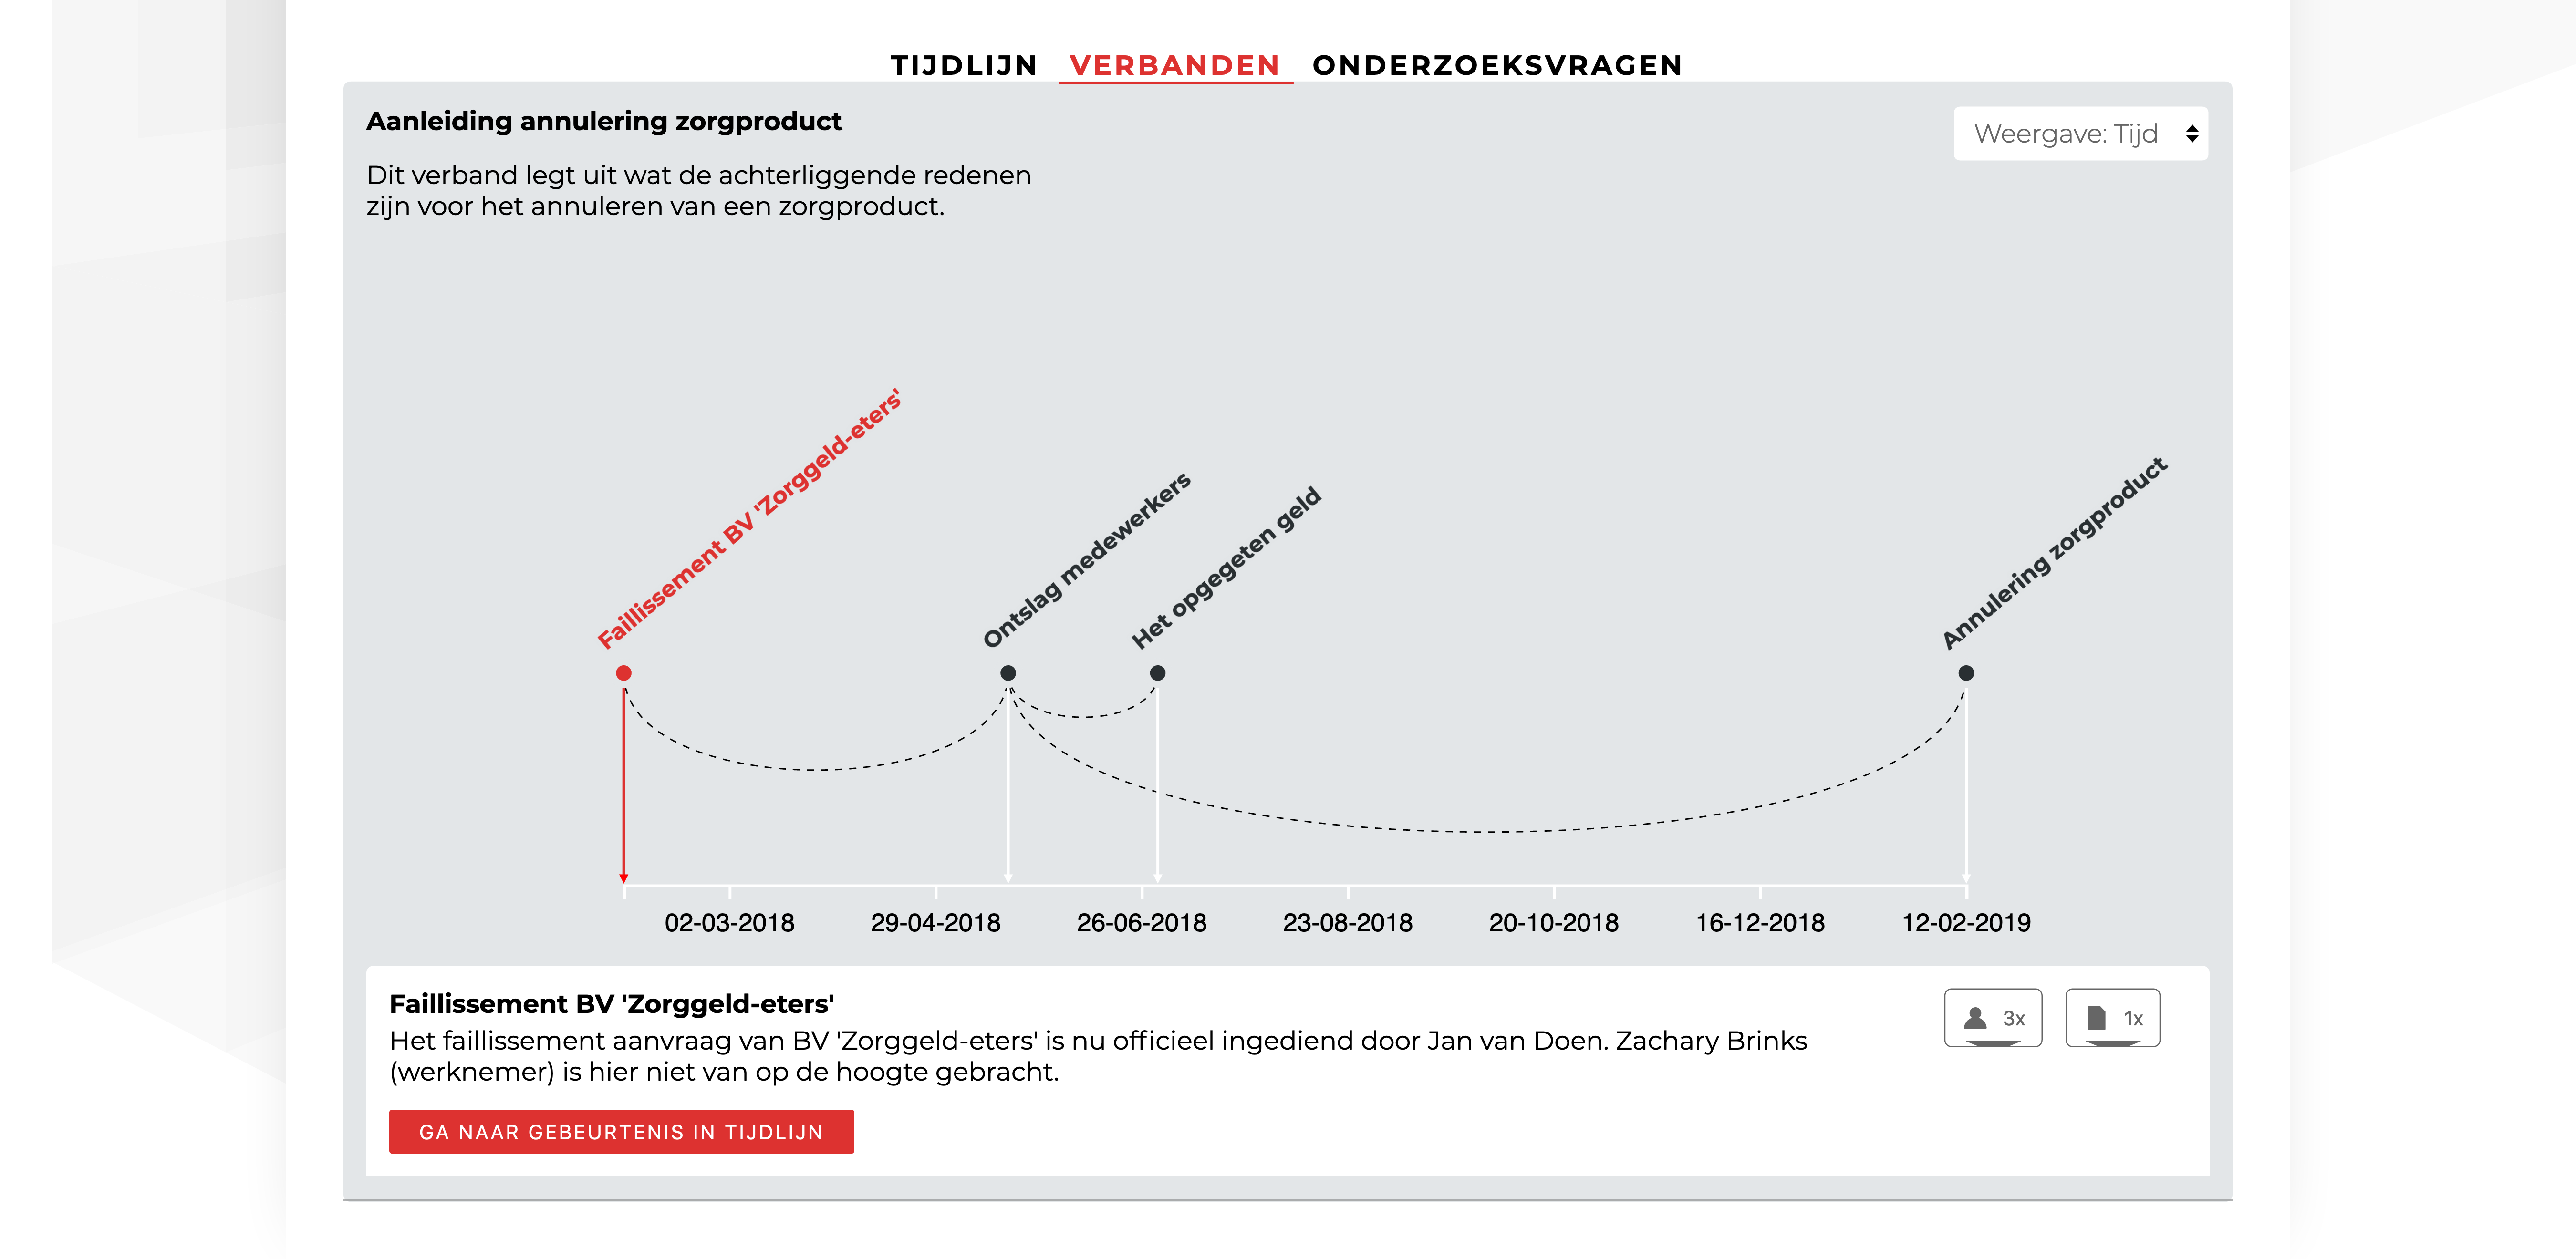 TIJDLIJN VERBANDEN ONDERZOEKSVRAGEN
Aanleiding annulering zorgproduct
Weergave: Tijd
Dit verband legt uit wat de achterliggende redenen
zijn voor het annuleren van een zorgproduct.
Faillissement BV 'Zorggeld-eters'
Ontslag medewerkers
Het opgegeten geld
Annulering zorgproduct
02-03-2018 29-04-2018 26-06-2018 23-08-2018 20-10-2018 16-12-2018 12-02-2019
Faillissement BV 'Zorggeld-eters'
3x 1x
Het faillissement aanvraag van BV 'Zorggeld-eters' is nu officieel ingediend door Jan van Doen. Zachary Brinks
(werknemer) is hier niet van op de hoogte gebracht.
GA NAAR GEBEURTENIS IN TIJDLIJN